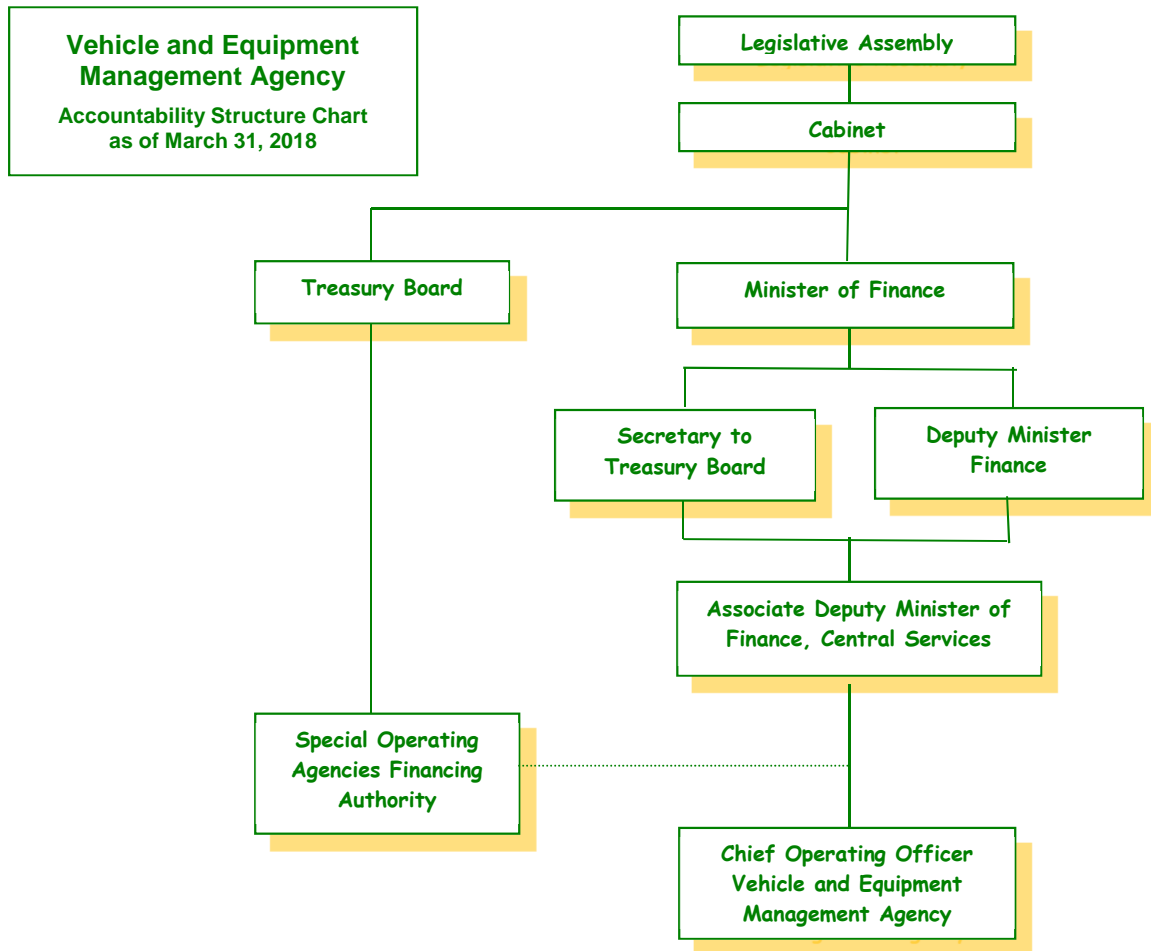 Vehicle and Equipment
Management Agency
Accountability Structure Chart
as of March 31, 2018
Legislative Assembly
Cabinet
Treasury Board
Minister of Finance
Secretary to
Treasury Board
Deputy Minister
Finance
Associate Deputy Minister of
Finance, Central Services
Special Operating
Agencies Financing
Authority
Chief Operating Officer
Vehicle and Equipment
Management Agency